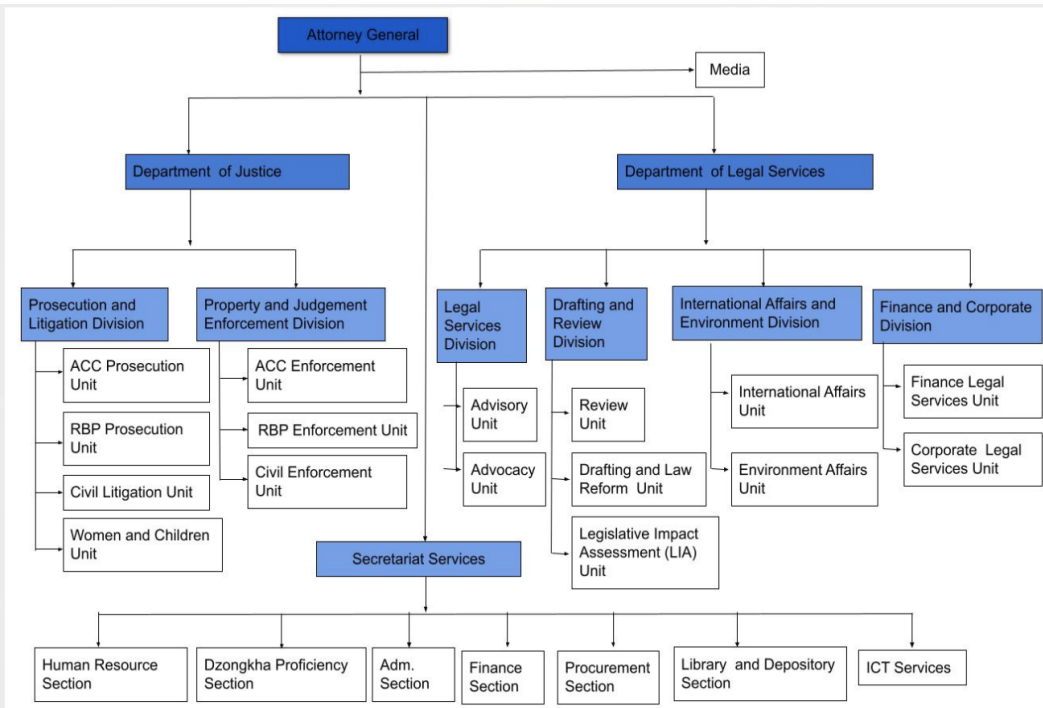 Attorney General
Media
Department of Justice
Department of Legal Services
Prosecution and
Litigation Division
Property and Judgement
Enforcement Division
Legal
Services
Division
Drafting and
Review
Division
International Affairs and
Environment Division
Finance and Corporate
Division
ACC Prosecution
Unit
RBP Prosecution
Unit
Civil Litigation Unit
Women and Children
Unit
ACC Enforcement
Unit
RBP Enforcement Unit
Civil Enforcement
Unit
Advisory
Unit
Advocacy
Unit
Review
Unit
Drafting and Law
Reform Unit
Legislative Impact
Assessment (LIA)
Unit
International Affairs
Unit
Environment Affairs
Unit
Finance Legal
Services Unit
Corporate Legal
Services Unit
Secretariat Services
Human Resource
Section
Dzongkha Proficiency
Section
Adm.
Section
Finance
Section
Procurement
Section
Library and Depository
Section
ICT Services